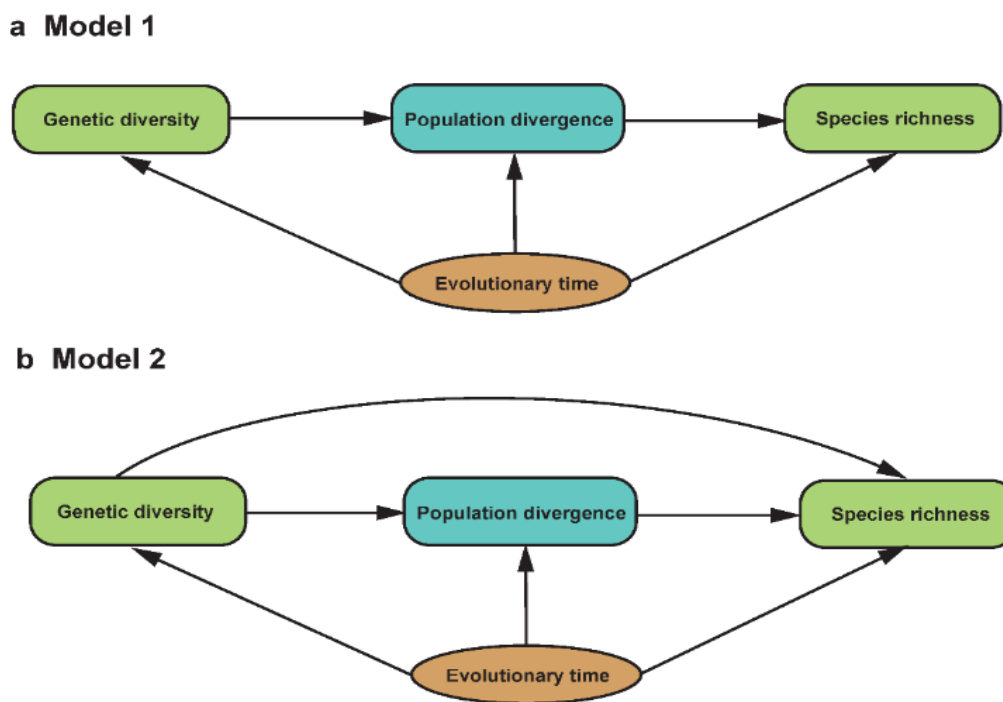 a Model 1
Genetic diversity
Population divergence
Species richness
Evolutionary time
b Model 2
Genetic diversity
Population divergence
Species richness
Evolutionary time